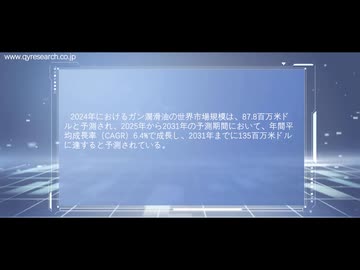 www.qyresearch.co.jp
2024年におけるガン潤滑油の世界市場規模は、87.8百万米ド
ルと予測され、2025年から2031年の予測期間において、年間平
均成長率（CAGR）6.4%で成長し、2031年までに135百万米ドル
に達すると予測されている。